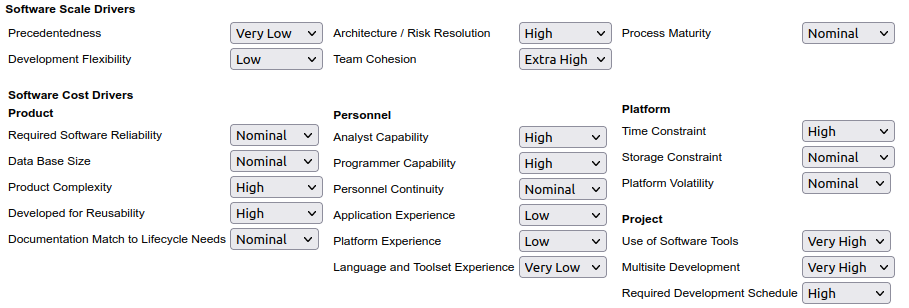 Software Scale Drivers
Precedentedness Very Low Architecture / Risk Resolution High Process Maturity Nominal
Development Flexibility Low Team Cohesion Extra High
Software Cost Drivers
Product
Required Software Reliability Nominal
Data Base Size Nominal
Product Complexity High
Developed for Reusability High
Documentation Match to Lifecycle Needs Nominal
Personnel
Analyst Capability High
Programmer Capability High
Personnel Continuity Nominal
Application Experience Low
Platform Experience Low
Language and Toolset Experience Very Low
Platform
Time Constraint High
Storage Constraint Nominal
Platform Volatility Nominal
Project
Use of Software Tools Very High
Multisite Development Very High
Required Development Schedule High